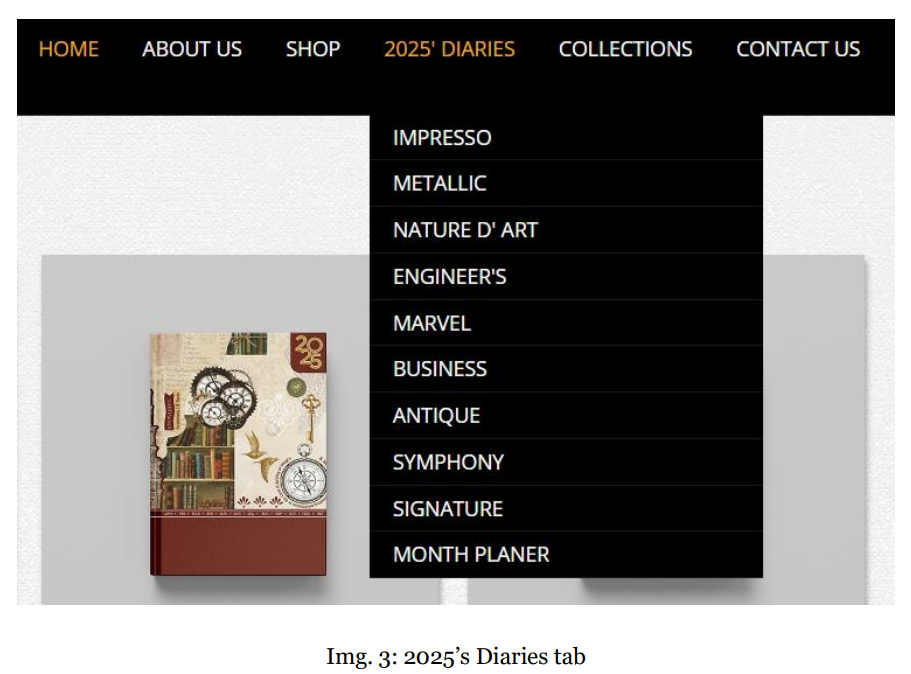 HOME ABOUT US SHOP 2025' DIARIES COLLECTIONS CONTACT US
IMPRESSO
METALLIC
NATURE D' ART
ENGINEER'S
MARVEL
BUSINESS
ANTIQUE
SYMPHONY
SIGNATURE
MONTH PLANER
2025
Img. 3: 2025’s Diaries tab